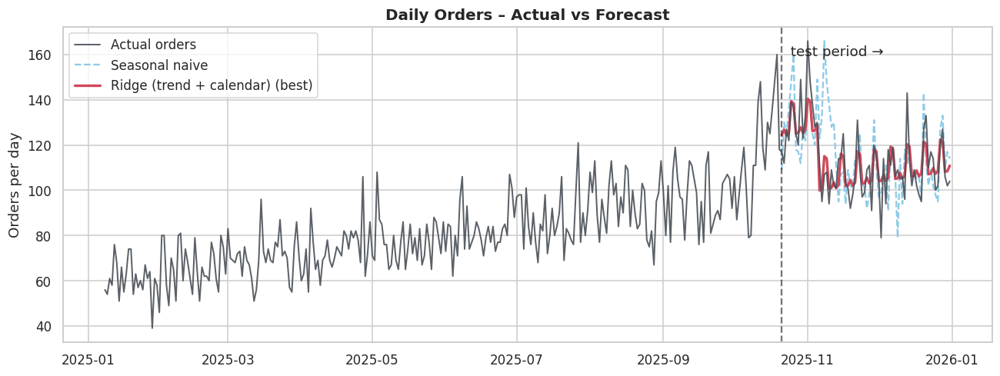 Daily Orders – Actual vs Forecast
Actual orders
Seasonal naive
Ridge (trend + calendar) (best)
test period →
Orders per day
160
140
120
100
80
60
40
2025-01
2025-03
2025-05
2025-07
2025-09
2025-11
2026-01